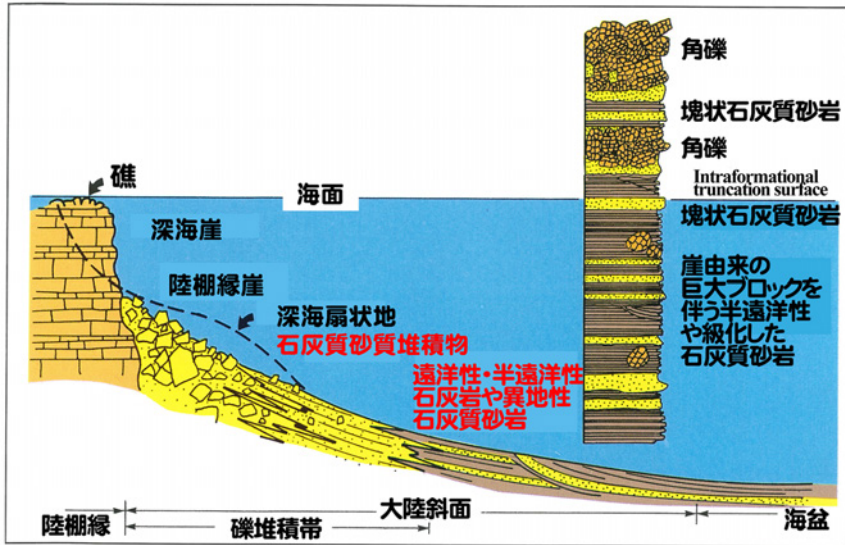 角礫
塊状石灰質砂岩
角礫
Intraformational
truncation surface
塊状石灰質砂岩
崖由来の
巨大ブロックを
伴う半遠洋性
や級化した
石灰質砂岩
礁
海面
深海崖
陸棚縁崖
深海扇状地
石灰質砂質堆積物
遠洋性・半遠洋性
石灰岩や異地性
石灰質砂岩
陸棚縁
大陸斜面
礫堆積帯
海盆